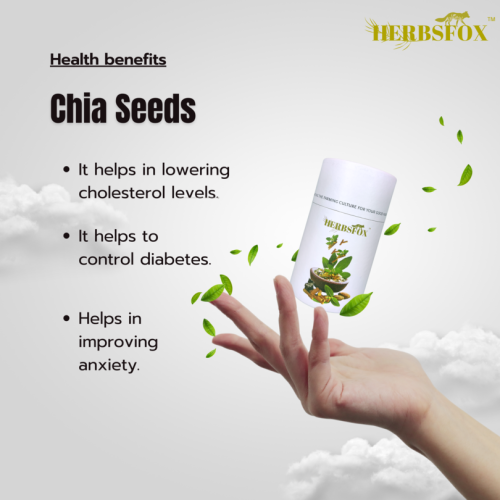 HERBSFOX™
Health benefits
Chia Seeds
• It helps in lowering
cholesterol levels.
• It helps to
control diabetes.
• Helps in
improving
anxiety.
HERBSFOX